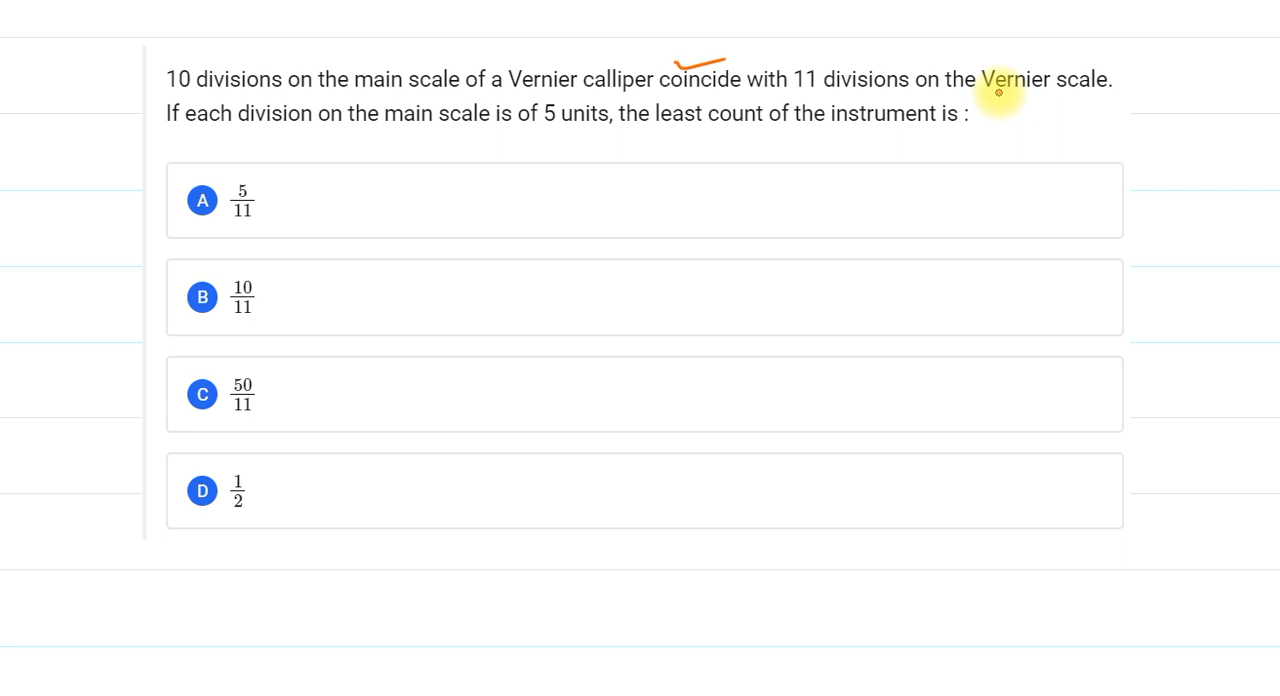 10 divisions on the main scale of a Vernier calliper coincide with 11 divisions on the Vernier scale.
If each division on the main scale is of 5 units, the least count of the instrument is :
A 5/11
B 10/11
C 50/11
D 1/2